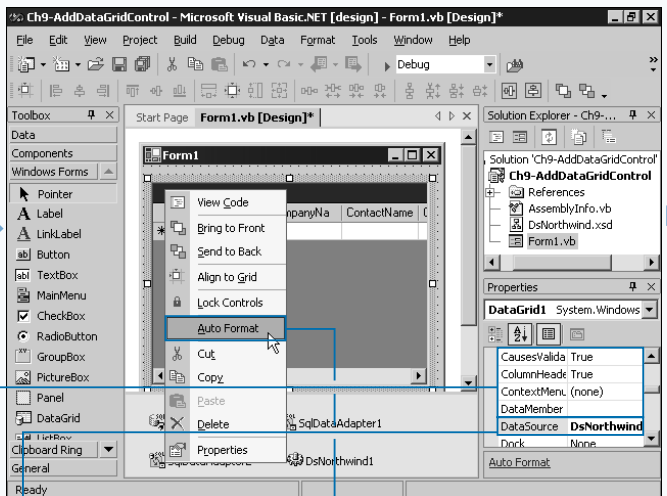 Ch9-AddDataGridControl - Microsoft Visual Basic.NET [design] - Form1.vb [Design]*
File Edit View Project Build Debug Data Format Tools Window Help
Debug
Toolbox
Data
Components
Windows Forms
Pointer
Label
LinkLabel
Button
TextBox
MainMenu
CheckBox
RadioButton
GroupBox
PictureBox
Panel
DataGrid
ListBox
Clipboard Ring
General
Ready
Start Page Form1.vb [Design]*
Form1
mpanyNa ContactName
View Code
Bring to Front
Send to Back
Align to Grid
Lock Controls
Auto Format
Cut
Copy
Paste
Delete
Properties
SqlDataAdapter1
DsNorthwind1
Solution Explorer - Ch9-...
Solution 'Ch9-AddDataGridControl'
Ch9-AddDataGridControl
References
AssemblyInfo.vb
DsNorthwind.xsd
Form1.vb
Properties
DataGrid1 System.Windows
CausesValida True
ColumnHeade True
ContextMenu (none)
DataMember
DataSource DsNorthwind
Dock None
Auto Format